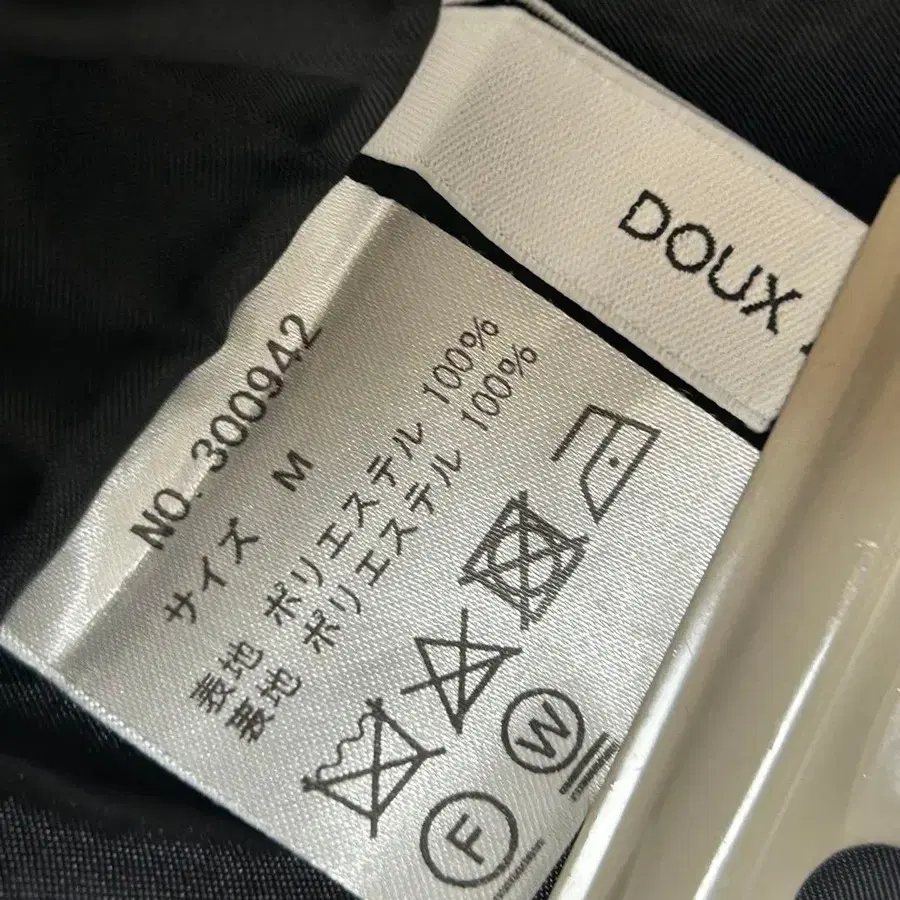 DOUX
NO. 300942
サイズ M
表地 ポリエステル 100%
裏地 ポリエステル 100%
W
F